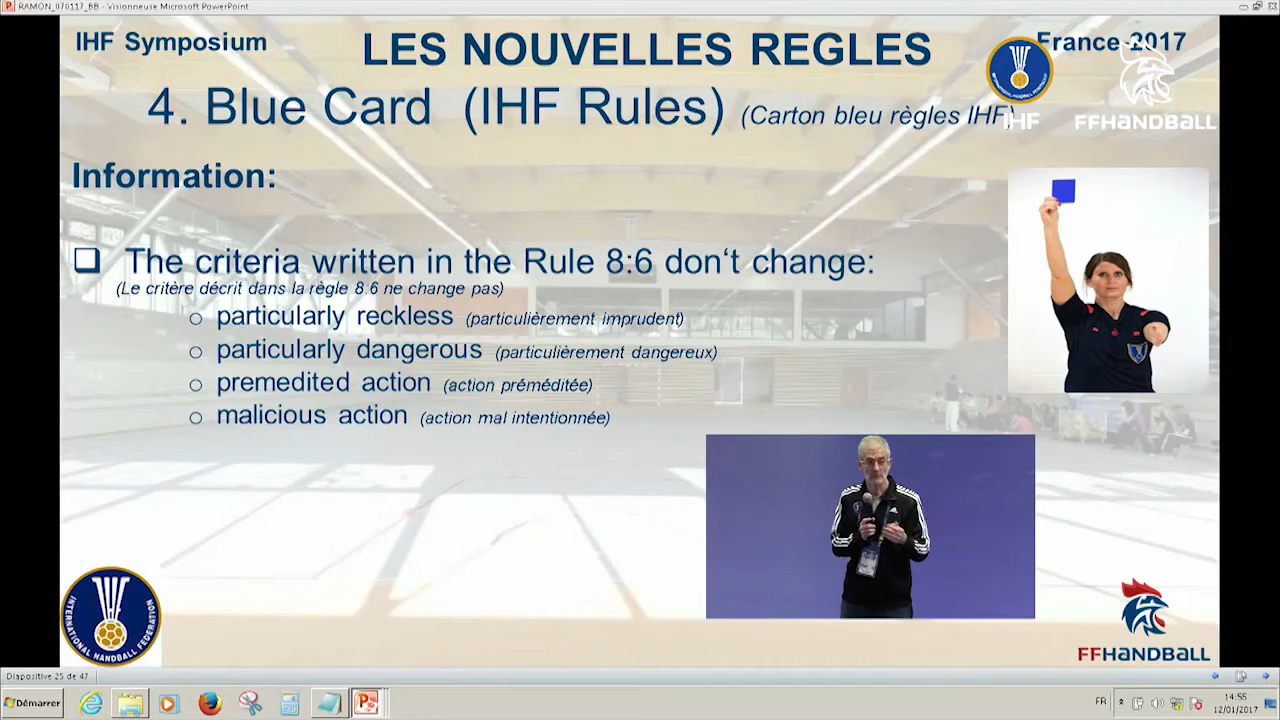 RAMON_070117_BB - Visionneuse Microsoft PowerPoint
IHF Symposium
LES NOUVELLES REGLES
France 2017
4. Blue Card (IHF Rules) (Carton bleu règles IHF)
IHF
FFHANDBALL
Information:
The criteria written in the Rule 8:6 don‘t change:
(Le critère décrit dans la règle 8:6 ne change pas)
particularly reckless (particulièrement imprudent)
particularly dangerous (particulièrement dangereux)
premedited action (action préméditée)
malicious action (action mal intentionnée)
INTERNATIONAL HANDBALL FEDERATION
FFHANDBALL
Diapositive 25 de 47
Démarrer
FR
14:55
12/01/2017